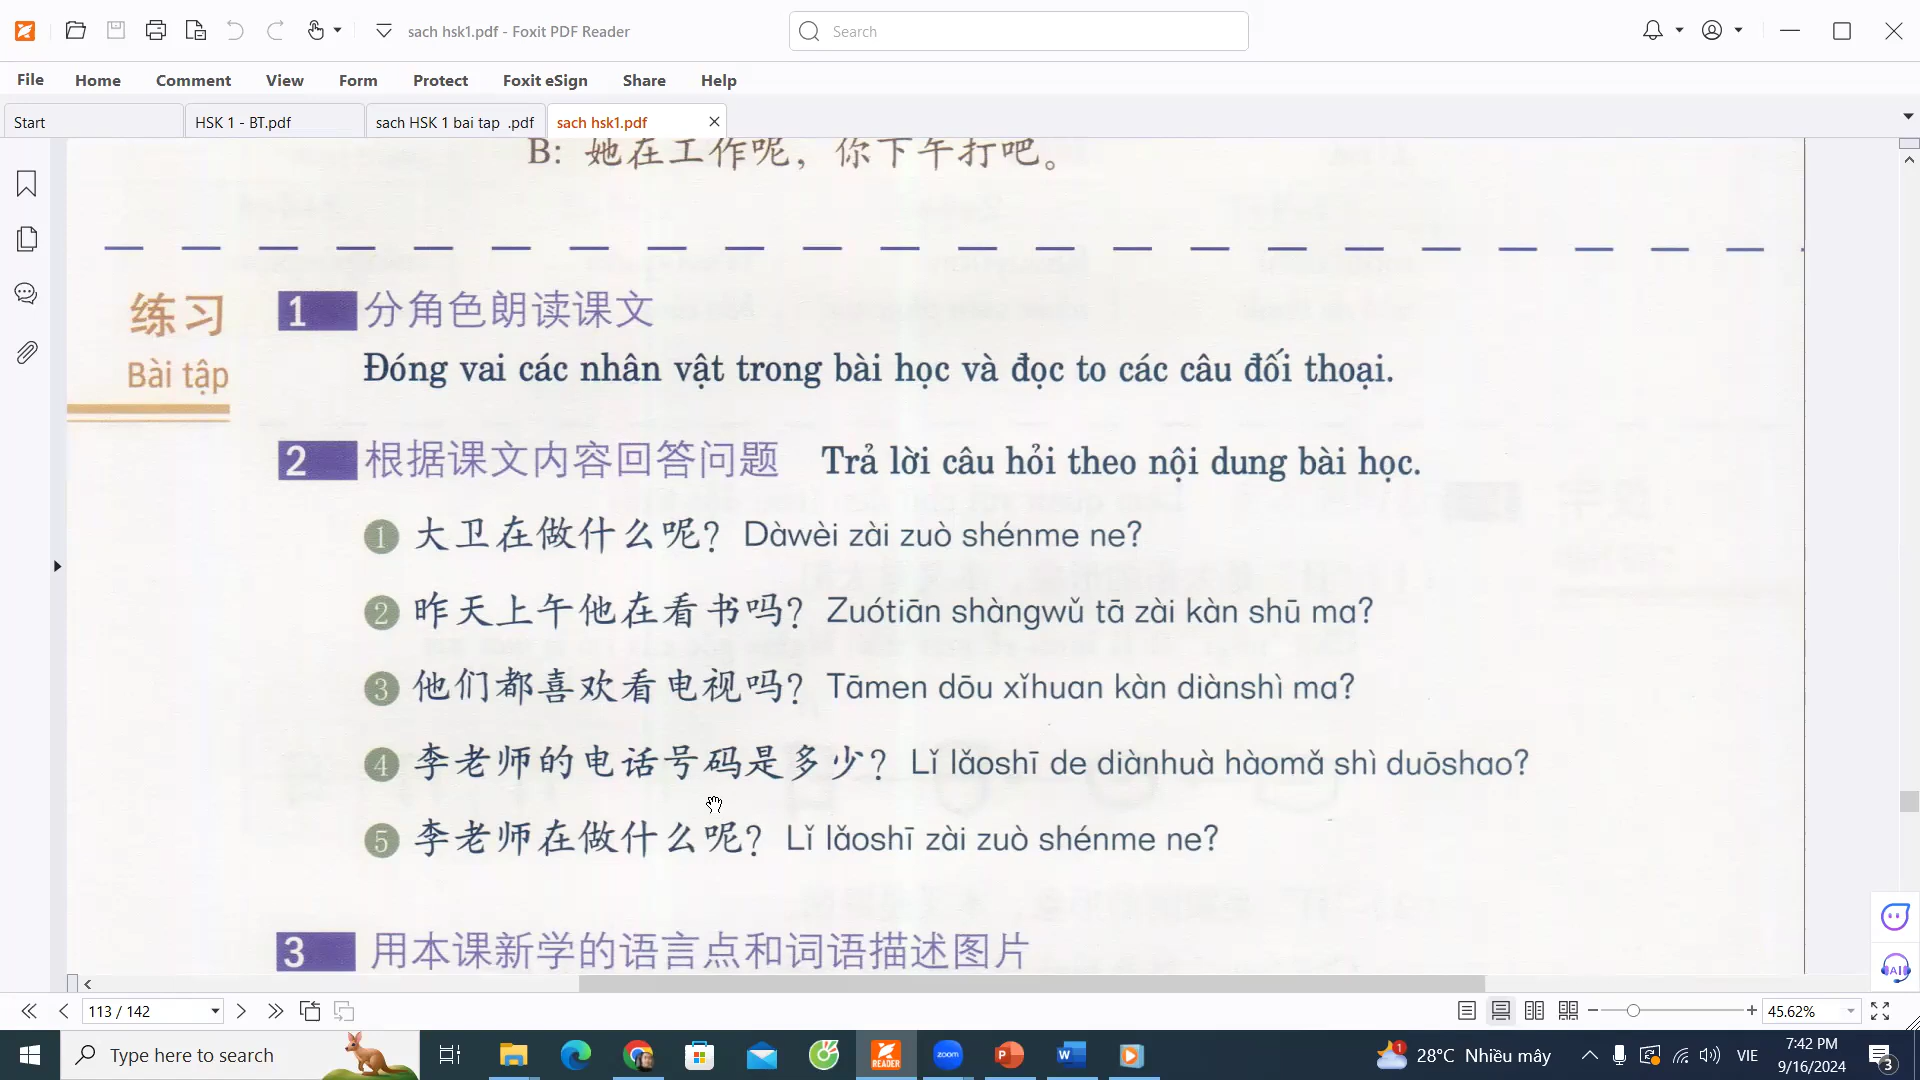 sach hsk1.pdf - Foxit PDF Reader
Search
File Home Comment View Form Protect Foxit eSign Share Help
Start
HSK 1 - BT.pdf
sach HSK 1 bai tap .pdf
sach hsk1.pdf
B: 她在工作呢，你下午打吧。
练习
Bài tập
1 分角色朗读课文
Đóng vai các nhân vật trong bài học và đọc to các câu đối thoại.
2 根据课文内容回答问题 Trả lời câu hỏi theo nội dung bài học.
1 大卫在做什么呢？ Dàwèi zài zuò shénme ne?
2 昨天上午他在看书吗？ Zuótiān shàngwǔ tā zài kàn shū ma?
3 他们都喜欢看电视吗？ Tāmen dōu xǐhuan kàn diànshì ma?
4 李老师的电话号码是多少？ Lǐ lǎoshī de diànhuà hàomǎ shì duōshao?
5 李老师在做什么呢？ Lǐ lǎoshī zài zuò shénme ne?
3 用本课新学的语言点和词语描述图片
AI
113 / 142
45.62%
Type here to search
READER
zoom
1
28°C Nhiều mây
VIE
7:42 PM
9/16/2024
3